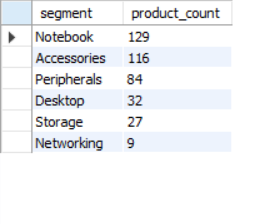 segment product_count
Notebook 129
Accessories 116
Peripherals 84
Desktop 32
Storage 27
Networking 9